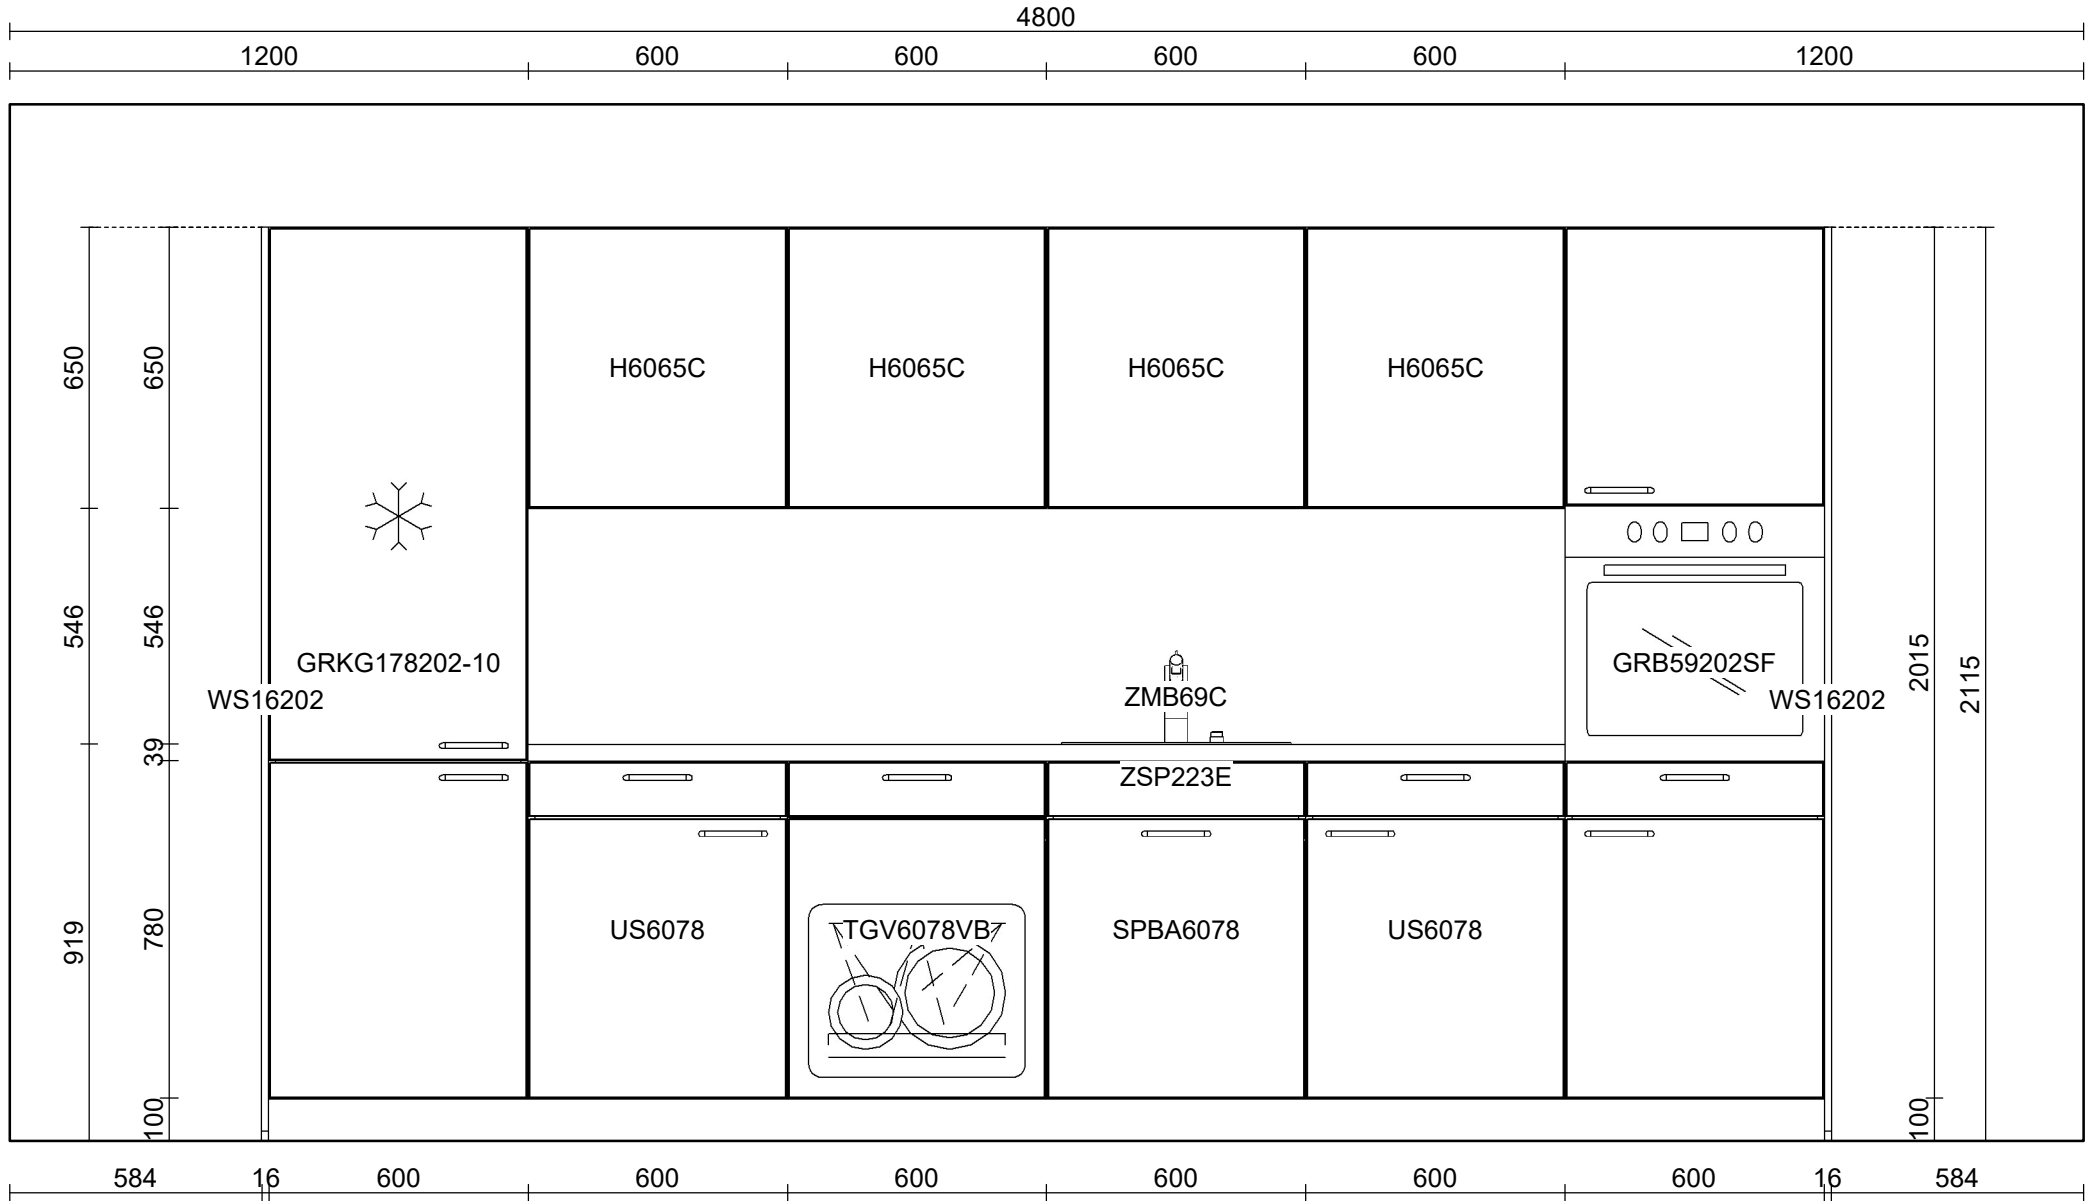 4800
1200 600 600 600 600 1200
650 650 H6065C H6065C H6065C H6065C
546 546 GRKG178202-10 GRB59202SF 2015 2115
WS16202 ZMB69C WS16202
39 ZSP223E
919 780 US6078 TGV6078VB SPBA6078 US6078
100 100
584 16 600 600 600 600 600 600 16 584